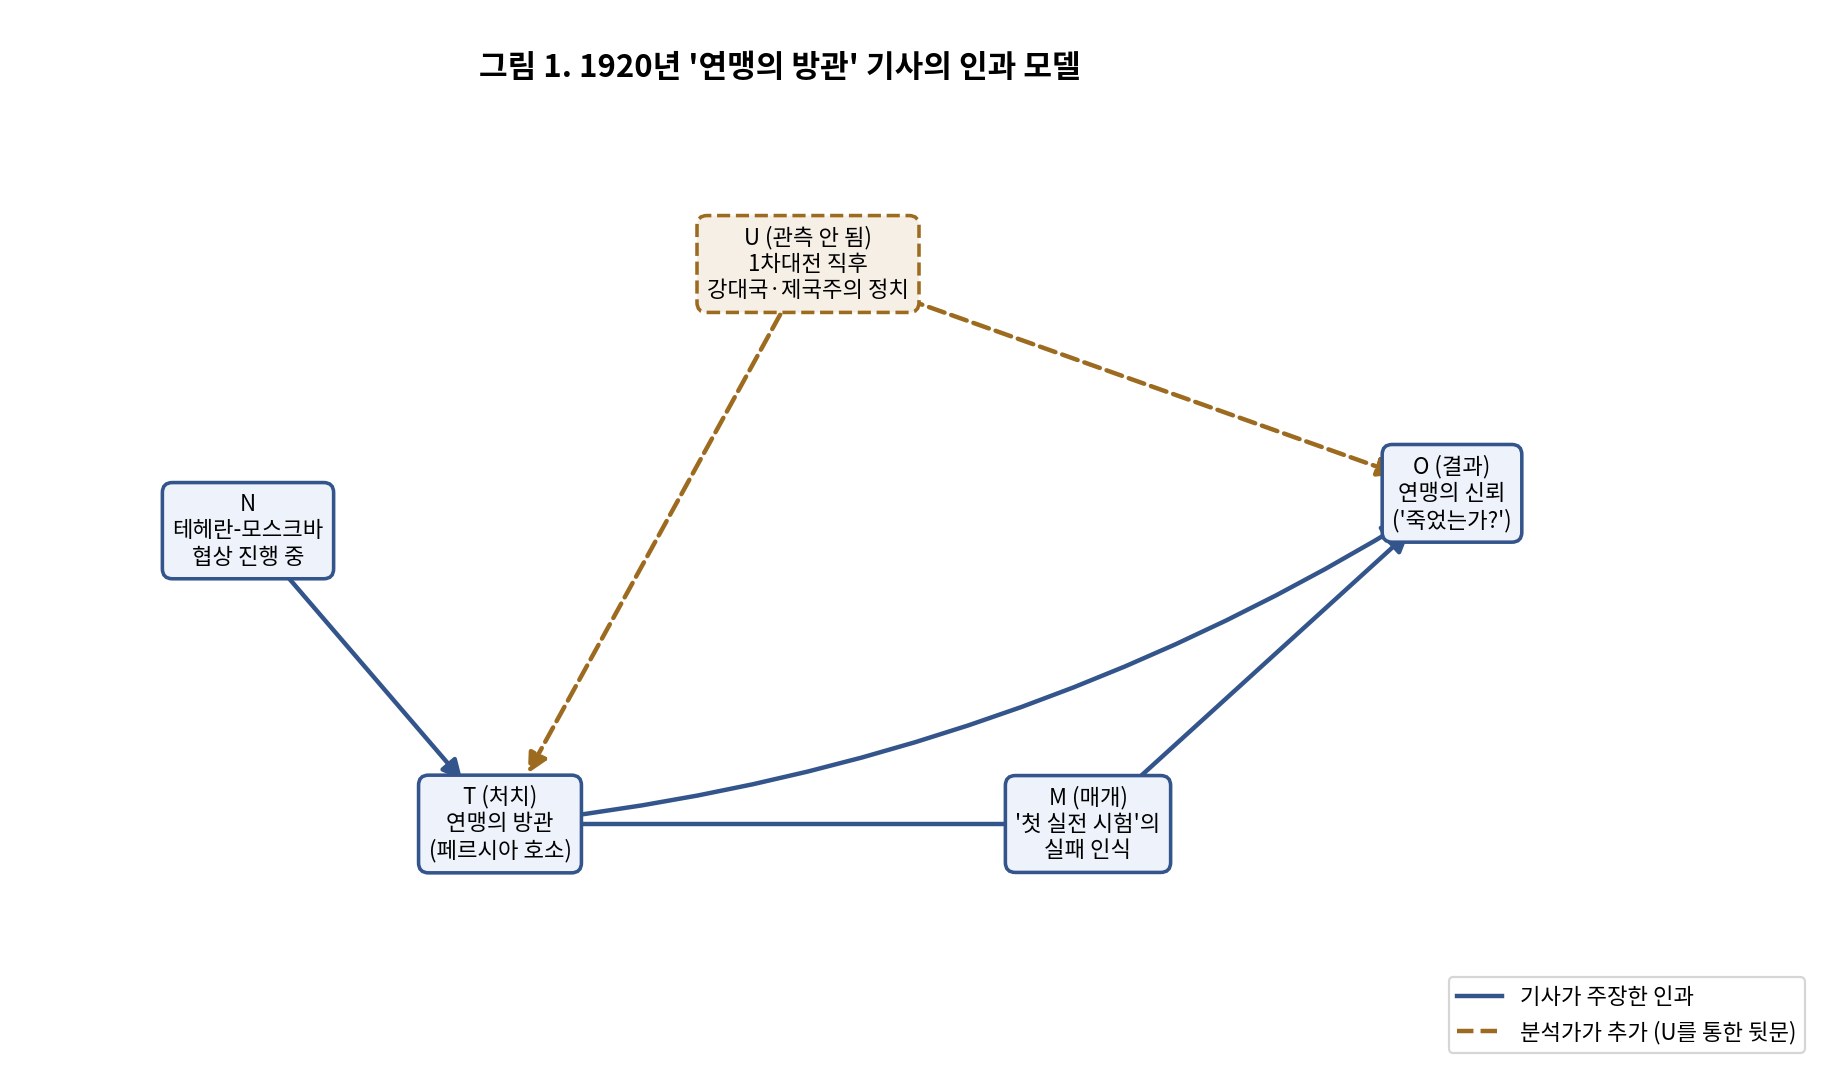 그림 1. 1920년 '연맹의 방관' 기사의 인과 모델
U (관측 안 됨)
1차대전 직후
강대국·제국주의 정치
O (결과)
연맹의 신뢰
('죽었는가?')
N
테헤란-모스크바
협상 진행 중
T (처치)
연맹의 방관
(페르시아 호소)
M (매개)
'첫 실전 시험'의
실패 인식
기사가 주장한 인과
분석가가 추가 (U를 통한 뒷문)